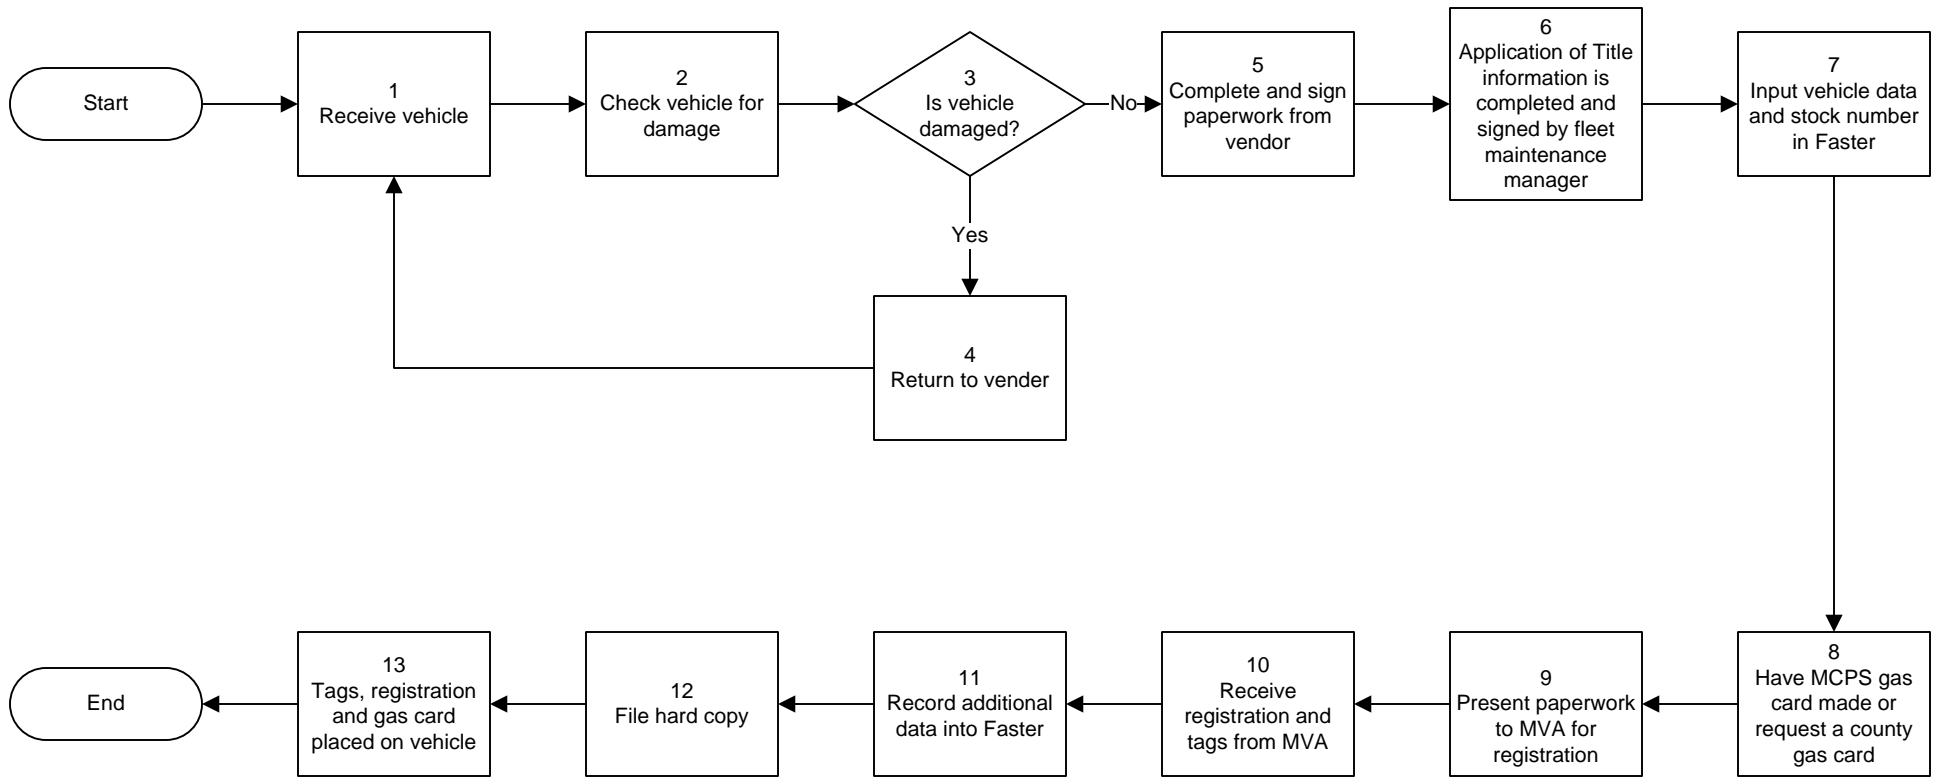 Start
1
Receive vehicle
2
Check vehicle for
damage
3
Is vehicle
damaged?
No
5
Complete and sign
paperwork from
vendor
6
Application of Title
information is
completed and
signed by fleet
maintenance
manager
7
Input vehicle data
and stock number
in Faster
Yes
4
Return to vender
End
13
Tags, registration
and gas card
placed on vehicle
12
File hard copy
11
Record additional
data into Faster
10
Receive
registration and
tags from MVA
9
Present paperwork
to MVA for
registration
8
Have MCPS gas
card made or
request a county
gas card